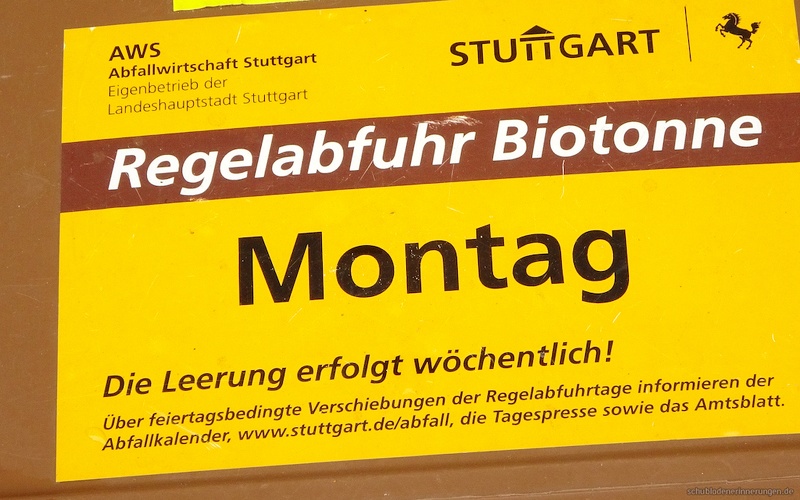 AWS
Abfallwirtschaft Stuttgart
Eigenbetrieb der
Landeshauptstadt Stuttgart
STUTTGART
Regelabfuhr Biotonne
Montag
Die Leerung erfolgt wöchentlich!
Über feiertagsbedingte Verschiebungen der Regelabfuhrtage informieren der
Abfallkalender, www.stuttgart.de/abfall, die Tagespresse sowie das Amtsblatt.
schubladenerinnerungen.de